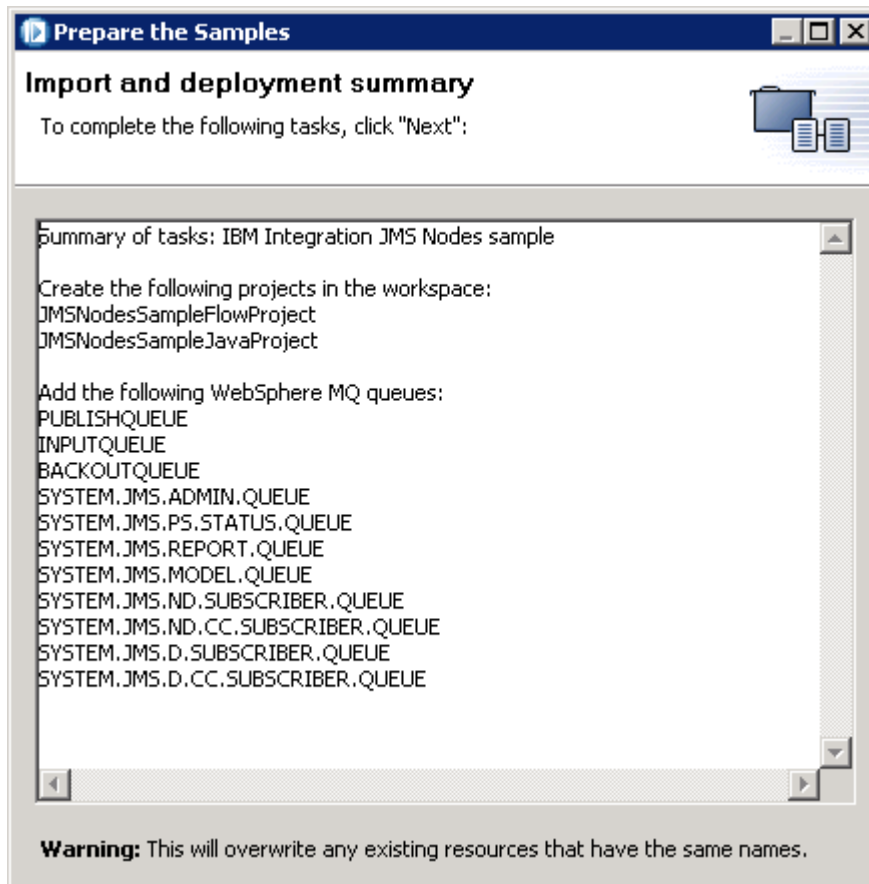 Prepare the Samples
Import and deployment summary
To complete the following tasks, click "Next":
Summary of tasks: IBM Integration JMS Nodes sample
Create the following projects in the workspace:
JMSNodesSampleFlowProject
JMSNodesSampleJavaProject
Add the following WebSphere MQ queues:
PUBLISHQUEUE
INPUTQUEUE
BACKOUTQUEUE
SYSTEM.JMS.ADMIN.QUEUE
SYSTEM.JMS.PS.STATUS.QUEUE
SYSTEM.JMS.REPORT.QUEUE
SYSTEM.JMS.MODEL.QUEUE
SYSTEM.JMS.ND.SUBSCRIBER.QUEUE
SYSTEM.JMS.ND.CC.SUBSCRIBER.QUEUE
SYSTEM.JMS.D.SUBSCRIBER.QUEUE
SYSTEM.JMS.D.CC.SUBSCRIBER.QUEUE
Warning: This will overwrite any existing resources that have the same names.